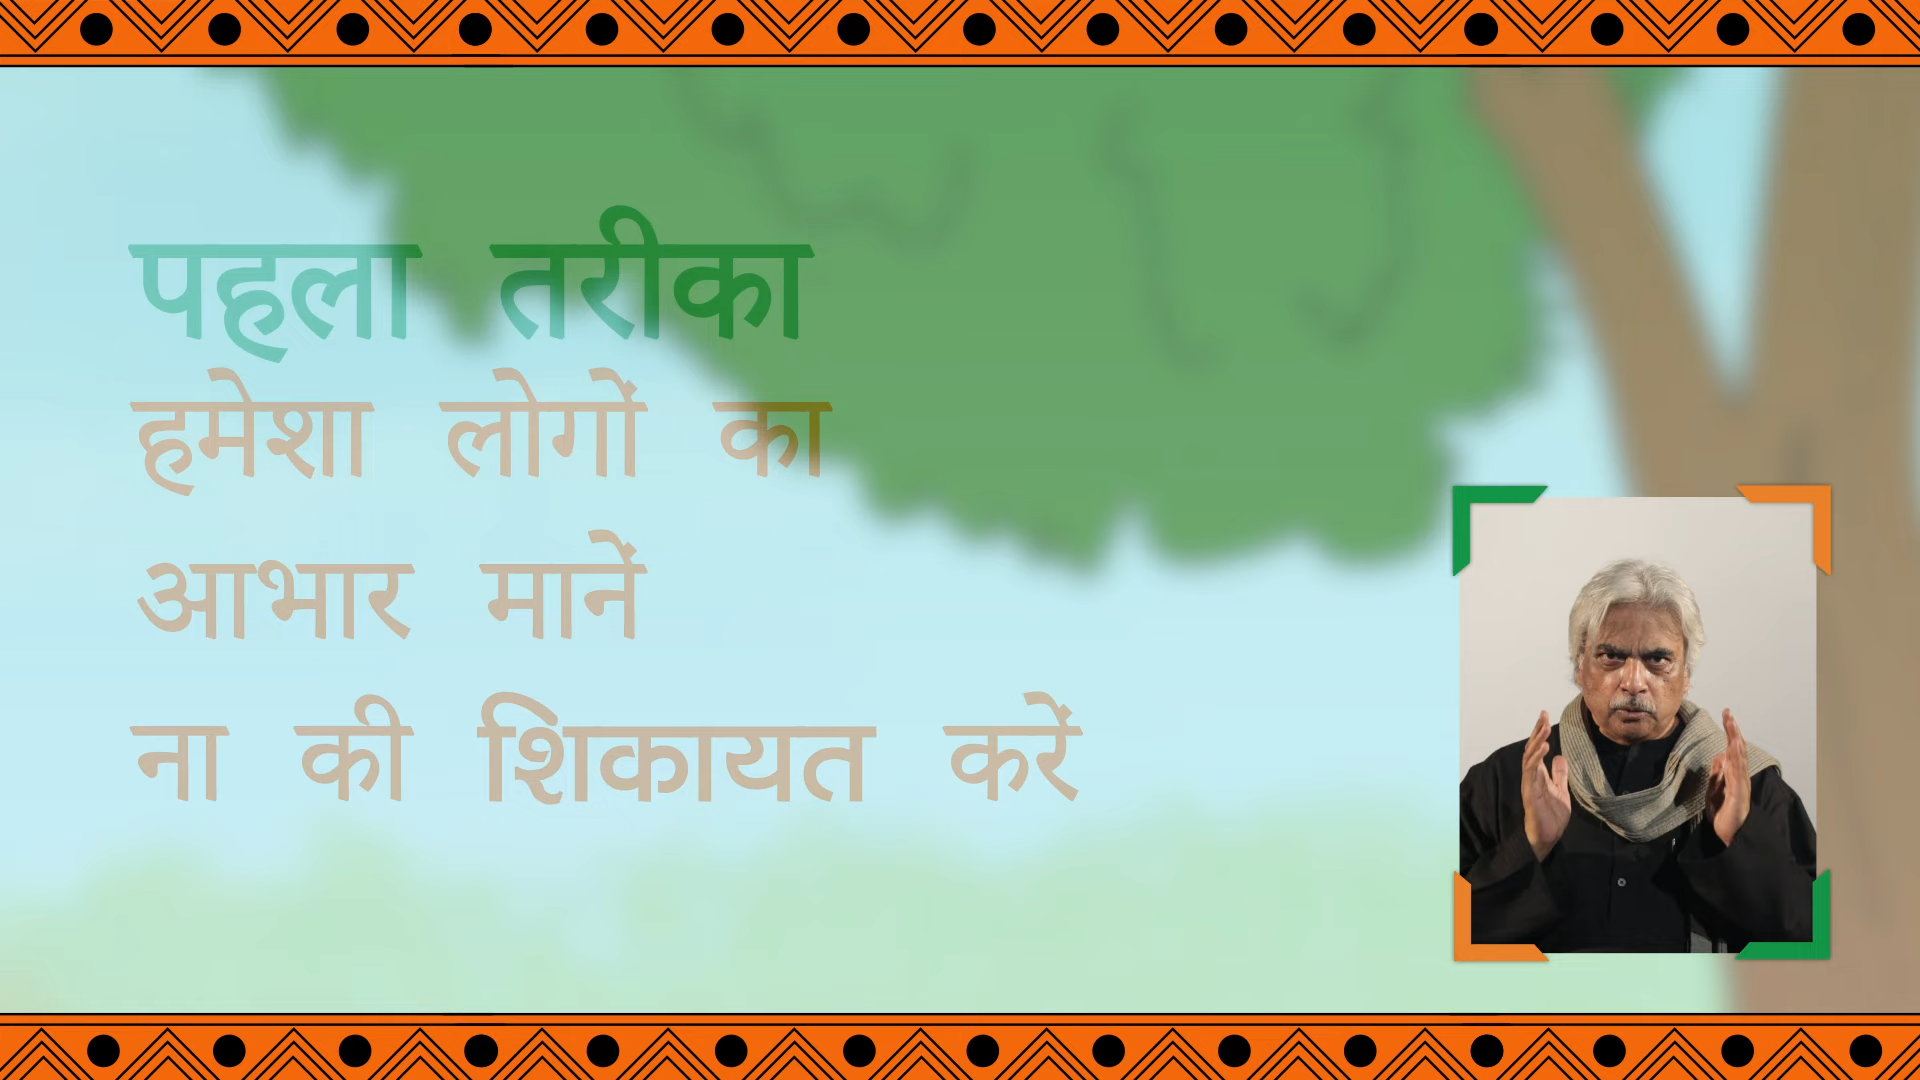 पहला तरीका
हमेशा लोगों का
आभार मानें
ना की शिकायत करें